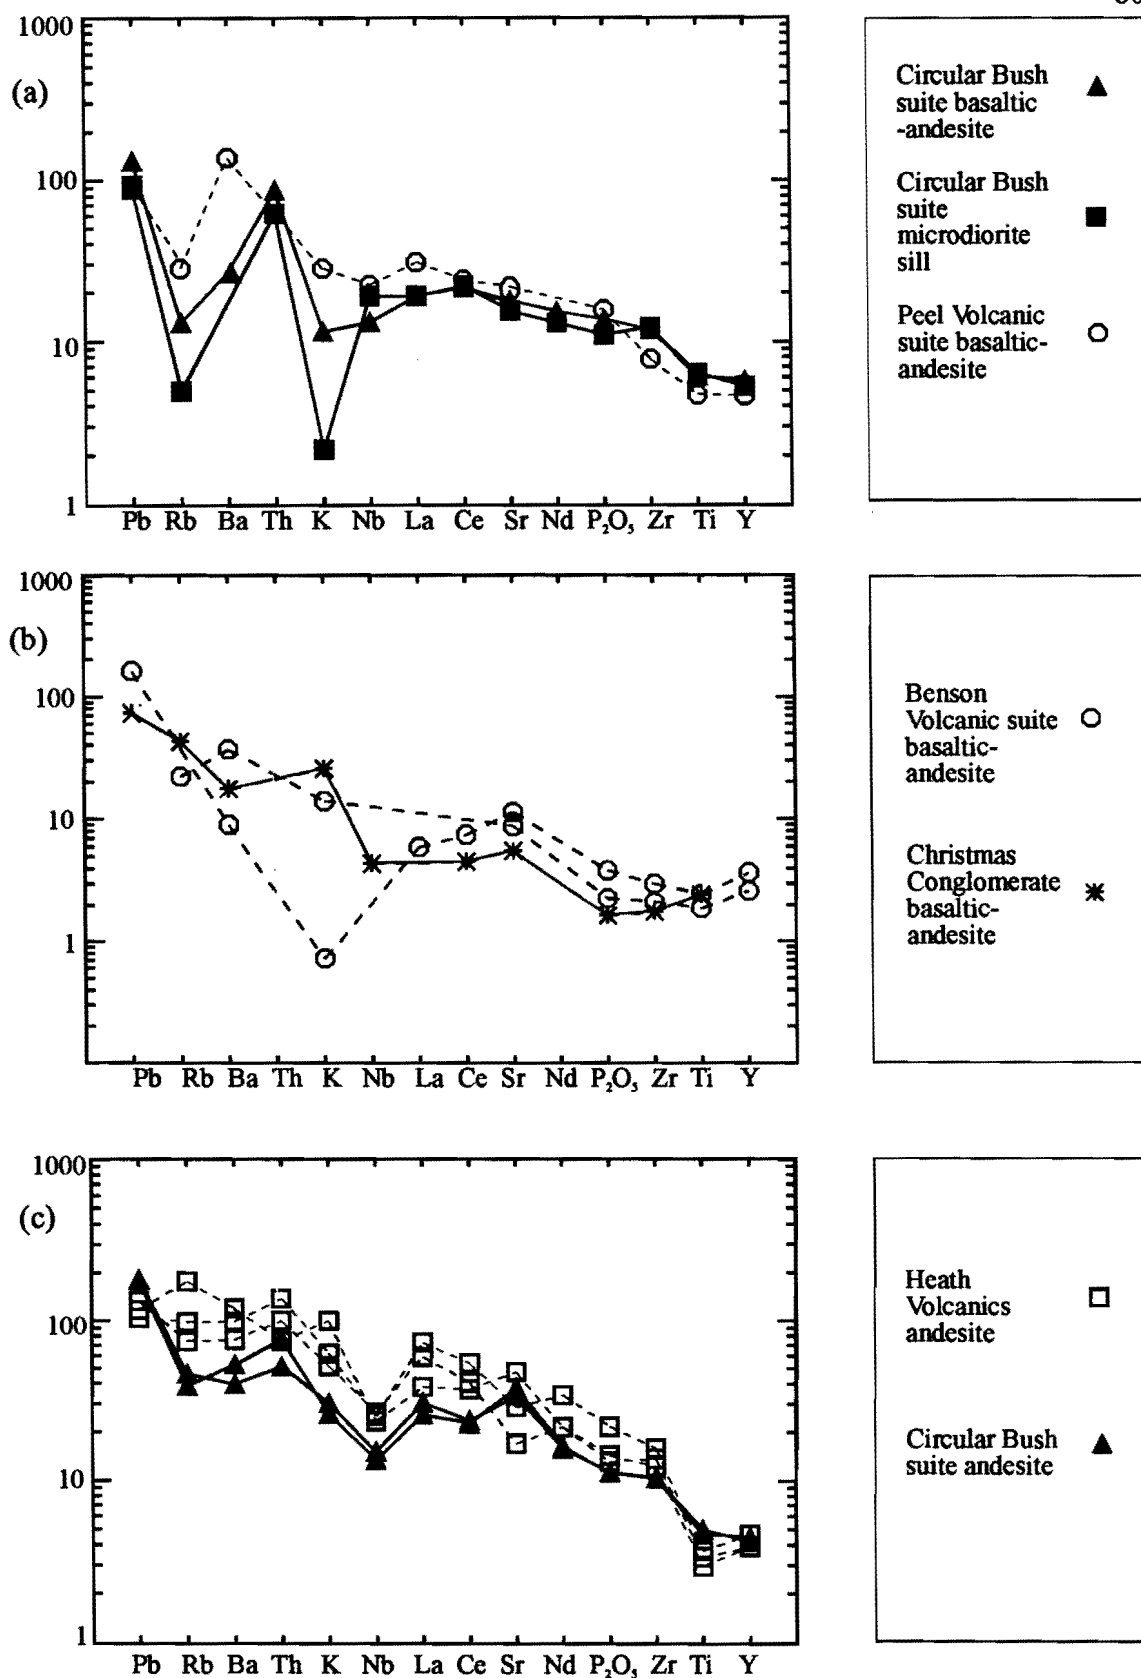 1000
(a)
100
10
1
Pb Rb Ba Th K Nb La Ce Sr Nd P₂O₅ Zr Ti Y
Circular Bush
suite basaltic
-andesite
Circular Bush
suite
microdiorite
sill
Peel Volcanic
suite basaltic-
andesite
1000
(b)
100
10
1
Pb Rb Ba Th K Nb La Ce Sr Nd P₂O₅ Zr Ti Y
Benson
Volcanic suite
basaltic-
andesite
Christmas
Conglomerate
basaltic-
andesite
1000
(c)
100
10
1
Pb Rb Ba Th K Nb La Ce Sr Nd P₂O₅ Zr Ti Y
Heath
Volcanics
andesite
Circular Bush
suite andesite